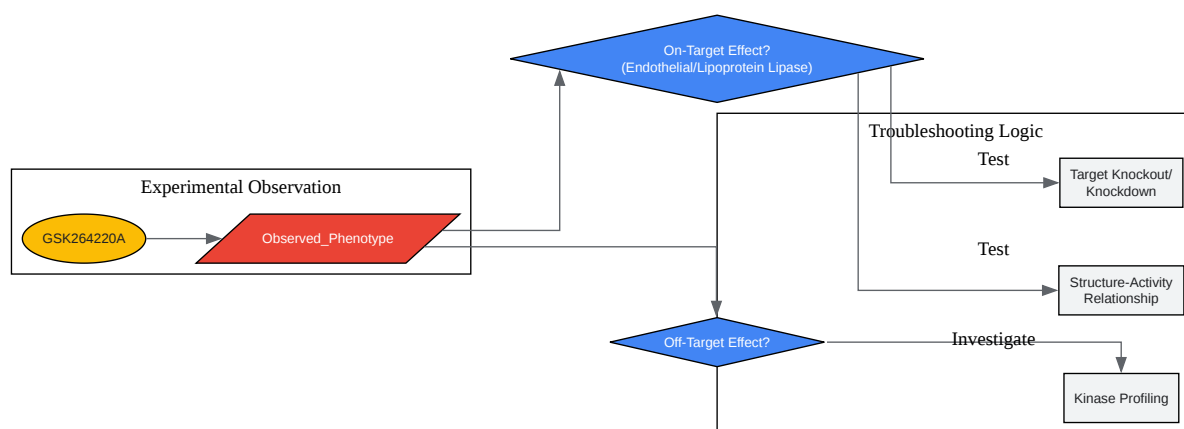 On-Target Effect?
(Endothelial/Lipoprotein Lipase)
Troubleshooting Logic
Test
Target Knockout/
Knockdown
Experimental Observation
GSK264220A
Observed_Phenotype
Test
Structure-Activity
Relationship
Off-Target Effect?
Investigate
Kinase Profiling